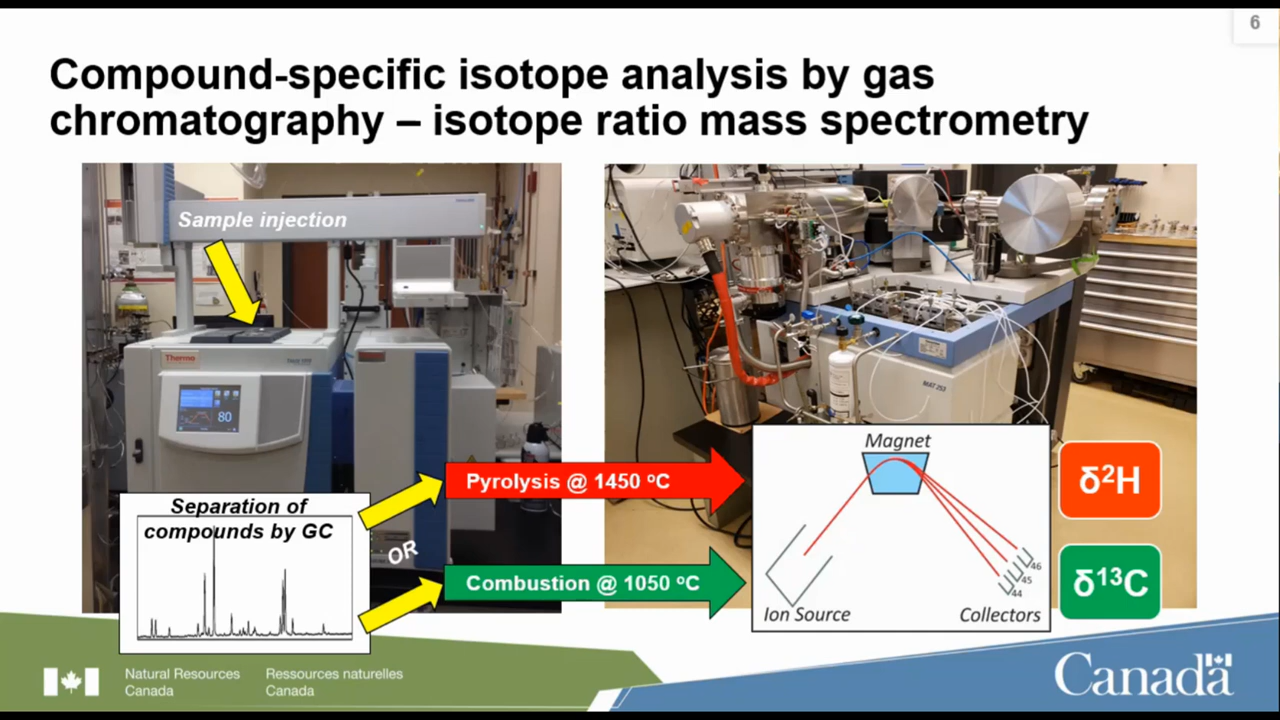 6
Compound-specific isotope analysis by gas
chromatography – isotope ratio mass spectrometry
Sample injection
Thermo
80
MAT 253
Separation of
compounds by GC
OR
Pyrolysis @ 1450 °C
Combustion @ 1050 °C
Magnet
Ion Source
Collectors
46
45
44
δ²H
δ¹³C
Natural Resources
Canada
Ressources naturelles
Canada
Canada